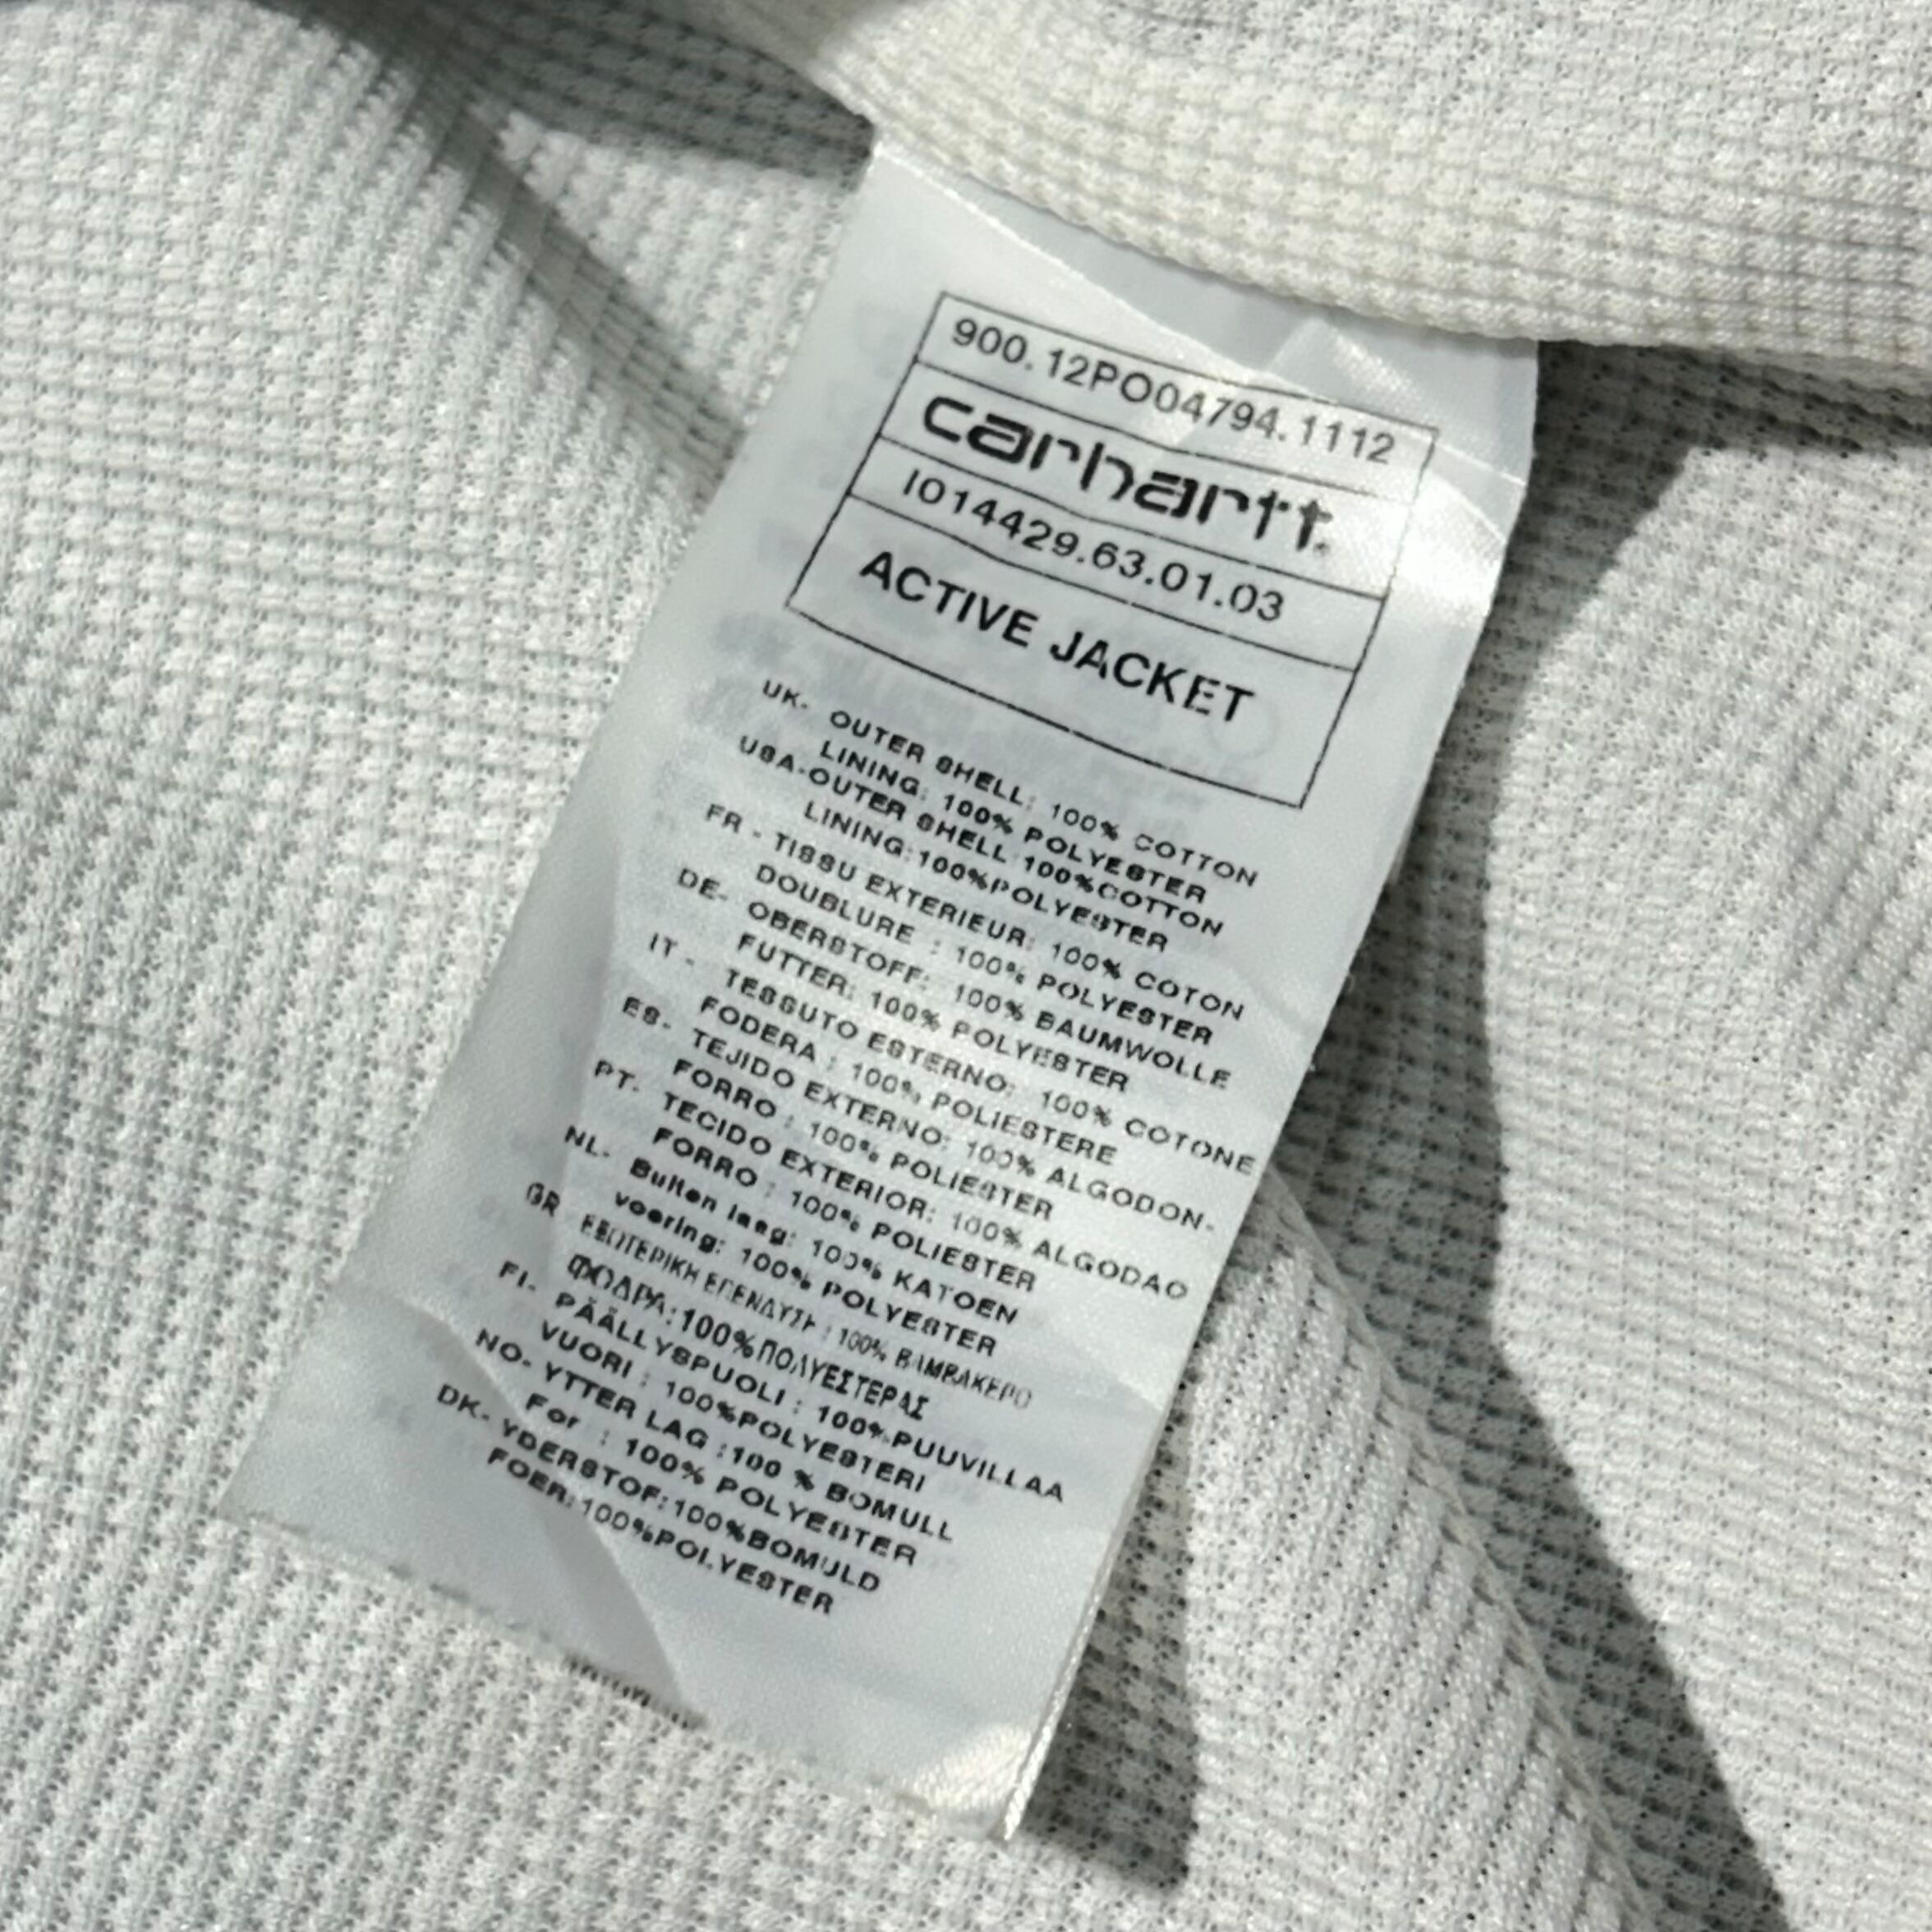 900.12PO04794.1112
carhartt.
I014429.63.01.03
ACTIVE JACKET
UK- OUTER SHELL: 100% COTTON
LINING: 100% POLYESTER
USA-OUTER SHELL 100%COTTON
LINING:100%POLYESTER
FR - TISSU EXTERIEUR: 100% COTON
DOUBLURE : 100% POLYESTER
DE- OBERSTOFF: 100% BAUMWOLLE
FUTTER: 100% POLYESTER
IT - TESSUTO ESTERNO: 100% COTONE
FODERA : 100% POLIESTERE
ES- TEJIDO EXTERNO: 100% ALGODON-
FORRO : 100% POLIESTER
PT- TECIDO EXTERIOR: 100% ALGODAO
FORRO : 100% POLIESTER
NL- Buiten laag: 100% KATOEN
voering: 100% POLYESTER
GR ΕΞΩΤΕΡΙΚΗ ΕΠΕΝΔΥΣΗ : 100% ΒΑΜΒΑΚΕΡΟ
ΦΟΔΡΑ:100%ΠΟΛΥΕΣΤΕΡΑΣ
FI- PÄÄLLYSPUOLI : 100%PUUVILLAA
VUORI : 100%POLYESTERI
NO- YTTER LAG :100 % BOMULL
For : 100% POLYESTER
DK- YDERSTOF:100%BOMULD
FOER:100%POLYESTER